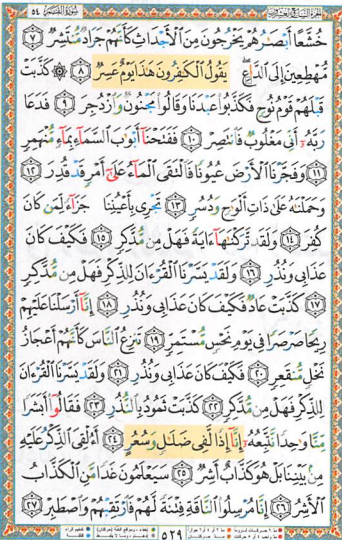 سورة القمر ٥٤
خُشَّعًا أَبْصَٰرُهُمْ يَخْرُجُونَ مِنَ ٱلْأَجْدَاثِ كَأَنَّهُمْ جَرَادٌ مُّنتَشِرٌ ٧
مُّهْطِعِينَ إِلَى ٱلدَّاعِ ۖ يَقُولُ ٱلْكَٰفِرُونَ هَٰذَا يَوْمٌ عَسِرٌ ٨ ۞ كَذَّبَتْ
قَبْلَهُمْ قَوْمُ نُوحٍ فَكَذَّبُوا۟ عَبْدَنَا وَقَالُوا۟ مَجْنُونٌ وَٱزْدُجِرَ ٩ فَدَعَا
رَبَّهُۥٓ أَنِّى مَغْلُوبٌ فَٱنتَصِرْ ١٠ فَفَتَحْنَآ أَبْوَٰبَ ٱلسَّمَآءِ بِمَآءٍ مُّنْهَمِرٍ
١١ وَفَجَّرْنَا ٱلْأَرْضَ عُيُونًا فَٱلْتَقَى ٱلْمَآءُ عَلَىٰٓ أَمْرٍ قَدْ قُدِرَ ١٢
وَحَمَلْنَٰهُ عَلَىٰ ذَاتِ أَلْوَٰحٍ وَدُسُرٍ ١٣ تَجْرِى بِأَعْيُنِنَا جَزَآءً لِّمَن كَانَ
كُفِرَ ١٤ وَلَقَد تَّرَكْنَٰهَآ ءَايَةً فَهَلْ مِن مُّدَّكِرٍ ١٥ فَكَيْفَ كَانَ
عَذَابِى وَنُذُرِ ١٦ وَلَقَدْ يَسَّرْنَا ٱلْقُرْءَانَ لِلذِّكْرِ فَهَلْ مِن مُّدَّكِرٍ
١٧ كَذَّبَتْ عَادٌ فَكَيْفَ كَانَ عَذَابِى وَنُذُرِ ١٨ إِنَّآ أَرْسَلْنَا عَلَيْهِمْ
رِيحًا صَرْصَرًا فِى يَوْمِ نَحْسٍ مُّسْتَمِرٍّ ١٩ تَنزِعُ ٱلنَّاسَ كَأَنَّهُمْ أَعْجَازُ
نَخْلٍ مُّنقَعِرٍ ٢٠ فَكَيْفَ كَانَ عَذَابِى وَنُذُرِ ٢١ وَلَقَدْ يَسَّرْنَا ٱلْقُرْءَانَ
لِلذِّكْرِ فَهَلْ مِن مُّدَّكِرٍ ٢٢ كَذَّبَتْ ثَمُودُ بِٱلنُّذُرِ ٢٣ فَقَالُوٓا۟ أَبَشَرًا
مِّنَّا وَٰحِدًا نَّتَّبِعُهُۥٓ إِنَّآ إِذًا لَّفِى ضَلَٰلٍ وَسُعُرٍ ٢٤ أَءُلْقِىَ ٱلذِّكْرُ عَلَيْهِ
مِنۢ بَيْنِنَا بَلْ هُوَ كَذَّابٌ أَشِرٌ ٢٥ سَيَعْلَمُونَ غَدًا مَّنِ ٱلْكَذَّابُ
ٱلْأَشِرُ ٢٦ إِنَّا مُرْسِلُوا۟ ٱلنَّاقَةِ فِتْنَةً لَّهُمْ فَٱرْتَقِبْهُمْ وَٱصْطَبِرْ ٢٧
٥٢٩